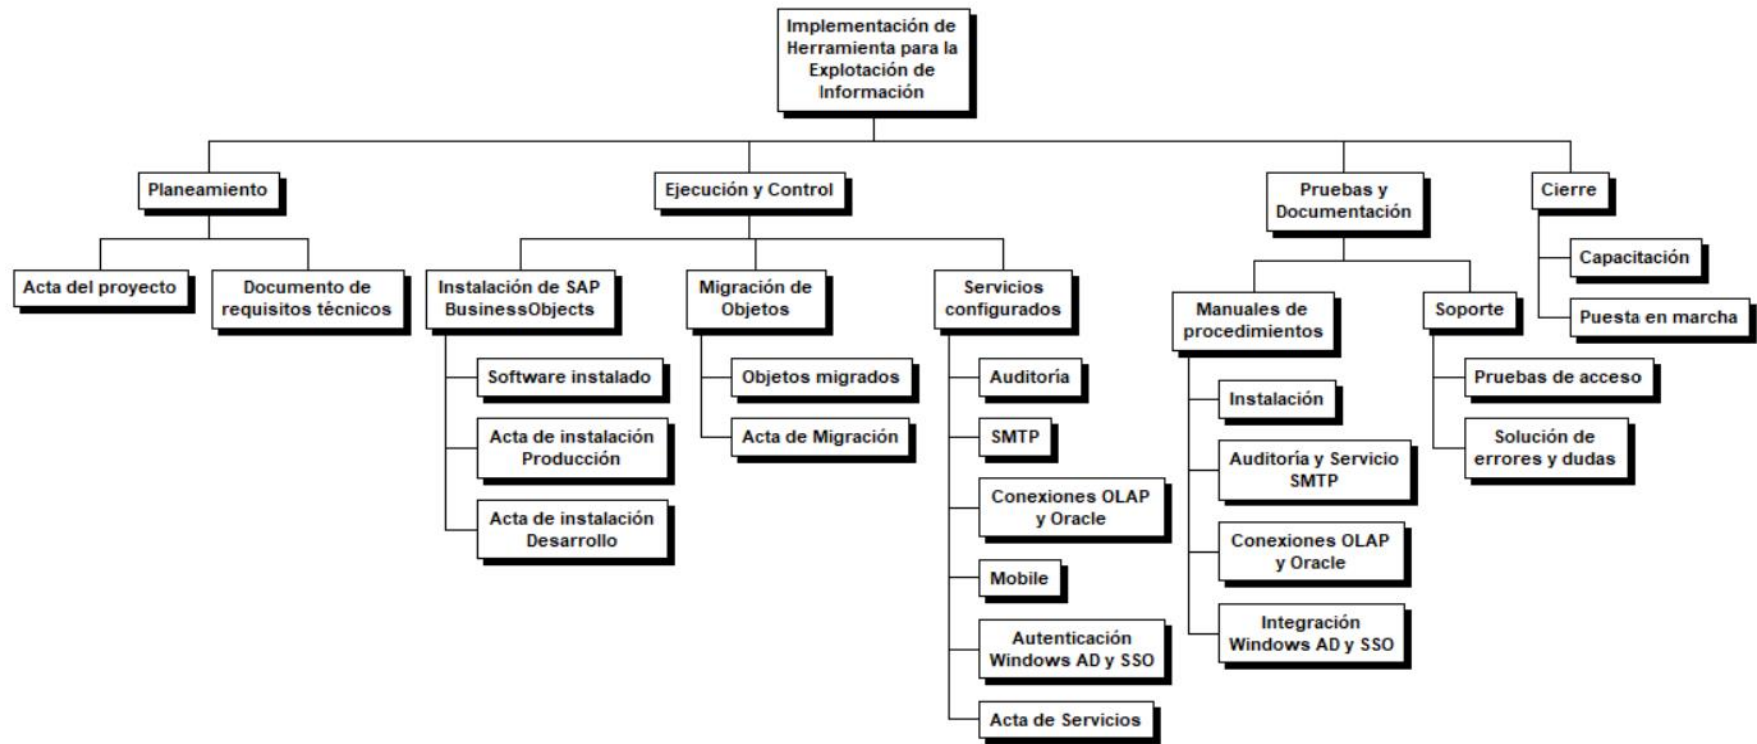 Implementación de
Herramienta para la
Explotación de
Información
Planeamiento
Ejecución y Control
Pruebas y
Documentación
Cierre
Acta del proyecto
Documento de
requisitos técnicos
Instalación de SAP
BusinessObjects
Software instalado
Acta de instalación
Producción
Acta de instalación
Desarrollo
Migración de
Objetos
Objetos migrados
Acta de Migración
Servicios
configurados
Auditoría
SMTP
Conexiones OLAP
y Oracle
Mobile
Autenticación
Windows AD y SSO
Acta de Servicios
Manuales de
procedimientos
Instalación
Auditoría y Servicio
SMTP
Conexiones OLAP
y Oracle
Integración
Windows AD y SSO
Soporte
Pruebas de acceso
Solución de
errores y dudas
Capacitación
Puesta en marcha